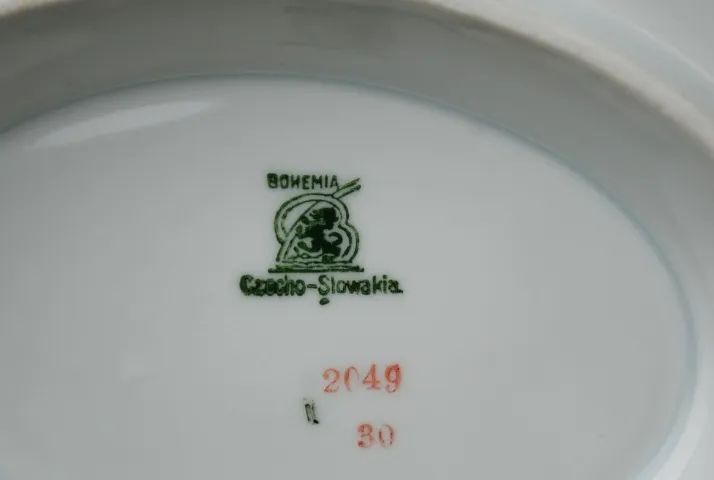 BOHEMIA
Czecho-Slowakia.
2049
N
30